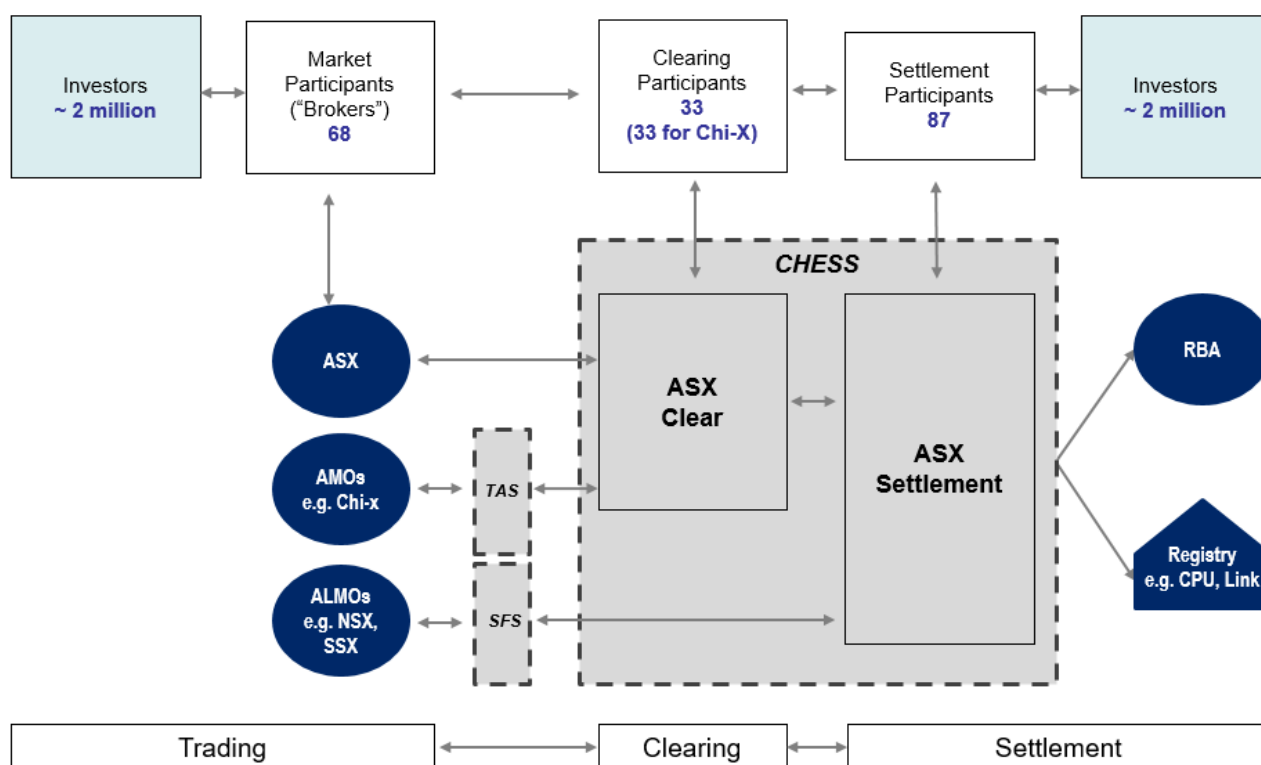 Investors
~ 2 million
Market
Participants
(“Brokers”)
68
Clearing
Participants
33
(33 for Chi-X)
Settlement
Participants
87
Investors
~ 2 million
CHESS
ASX
ASX
Clear
ASX
Settlement
RBA
AMOs
e.g. Chi-x
TAS
ALMOs
e.g. NSX,
SSX
SFS
Registry
e.g. CPU, Link
Trading
Clearing
Settlement